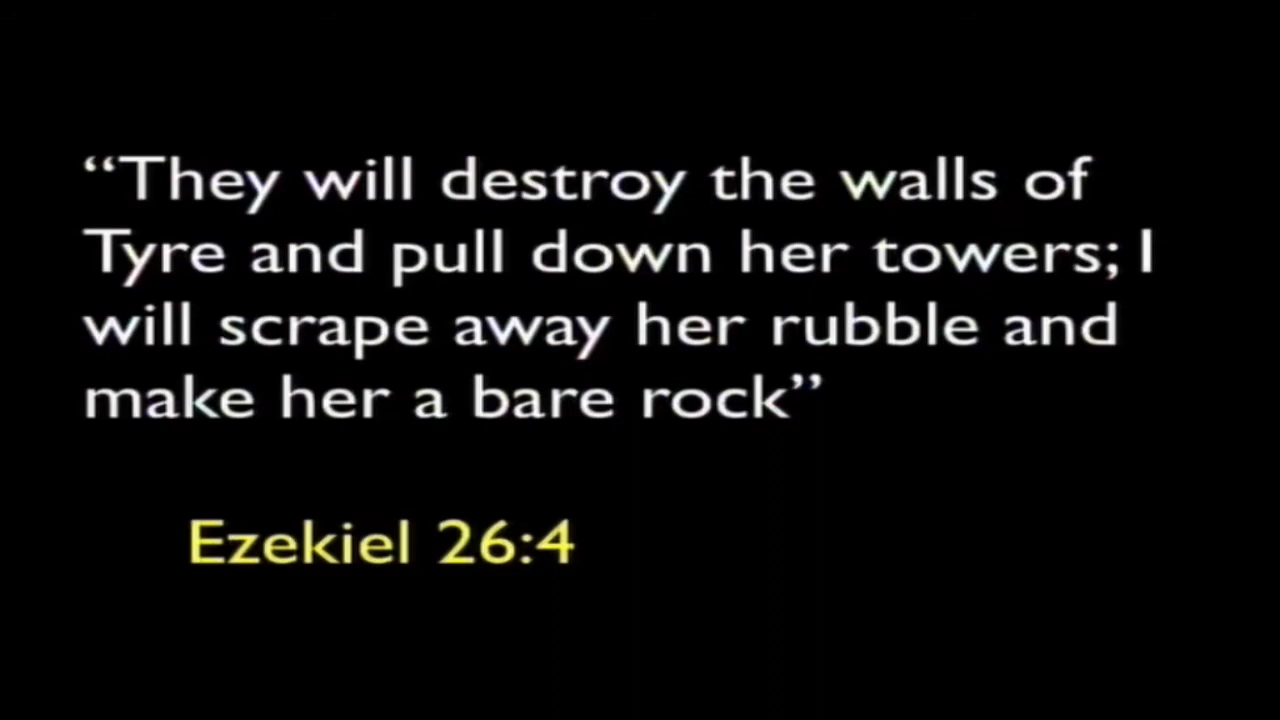 “They will destroy the walls of
Tyre and pull down her towers; I
will scrape away her rubble and
make her a bare rock”
Ezekiel 26:4